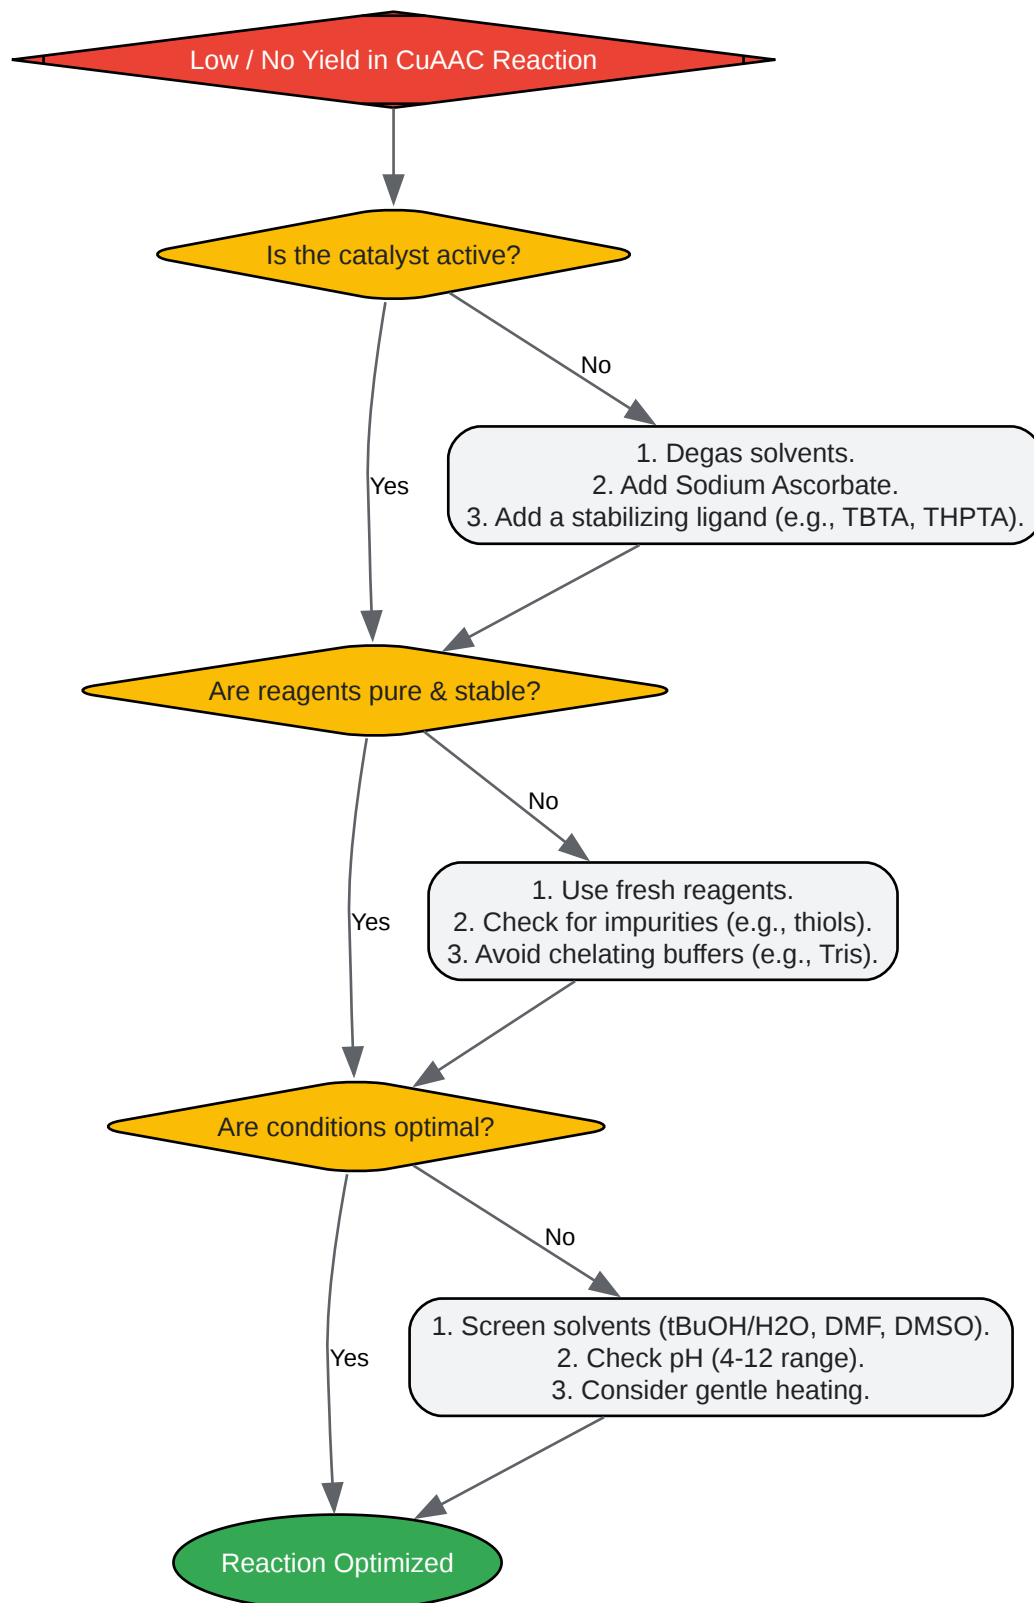 Low / No Yield in CuAAC Reaction
Is the catalyst active?
No
1. Degas solvents.
2. Add Sodium Ascorbate.
3. Add a stabilizing ligand (e.g., TBTA, THPTA).
Yes
Are reagents pure & stable?
No
1. Use fresh reagents.
2. Check for impurities (e.g., thiols).
3. Avoid chelating buffers (e.g., Tris).
Yes
Are conditions optimal?
No
1. Screen solvents (tBuOH/H2O, DMF, DMSO).
2. Check pH (4-12 range).
3. Consider gentle heating.
Yes
Reaction Optimized